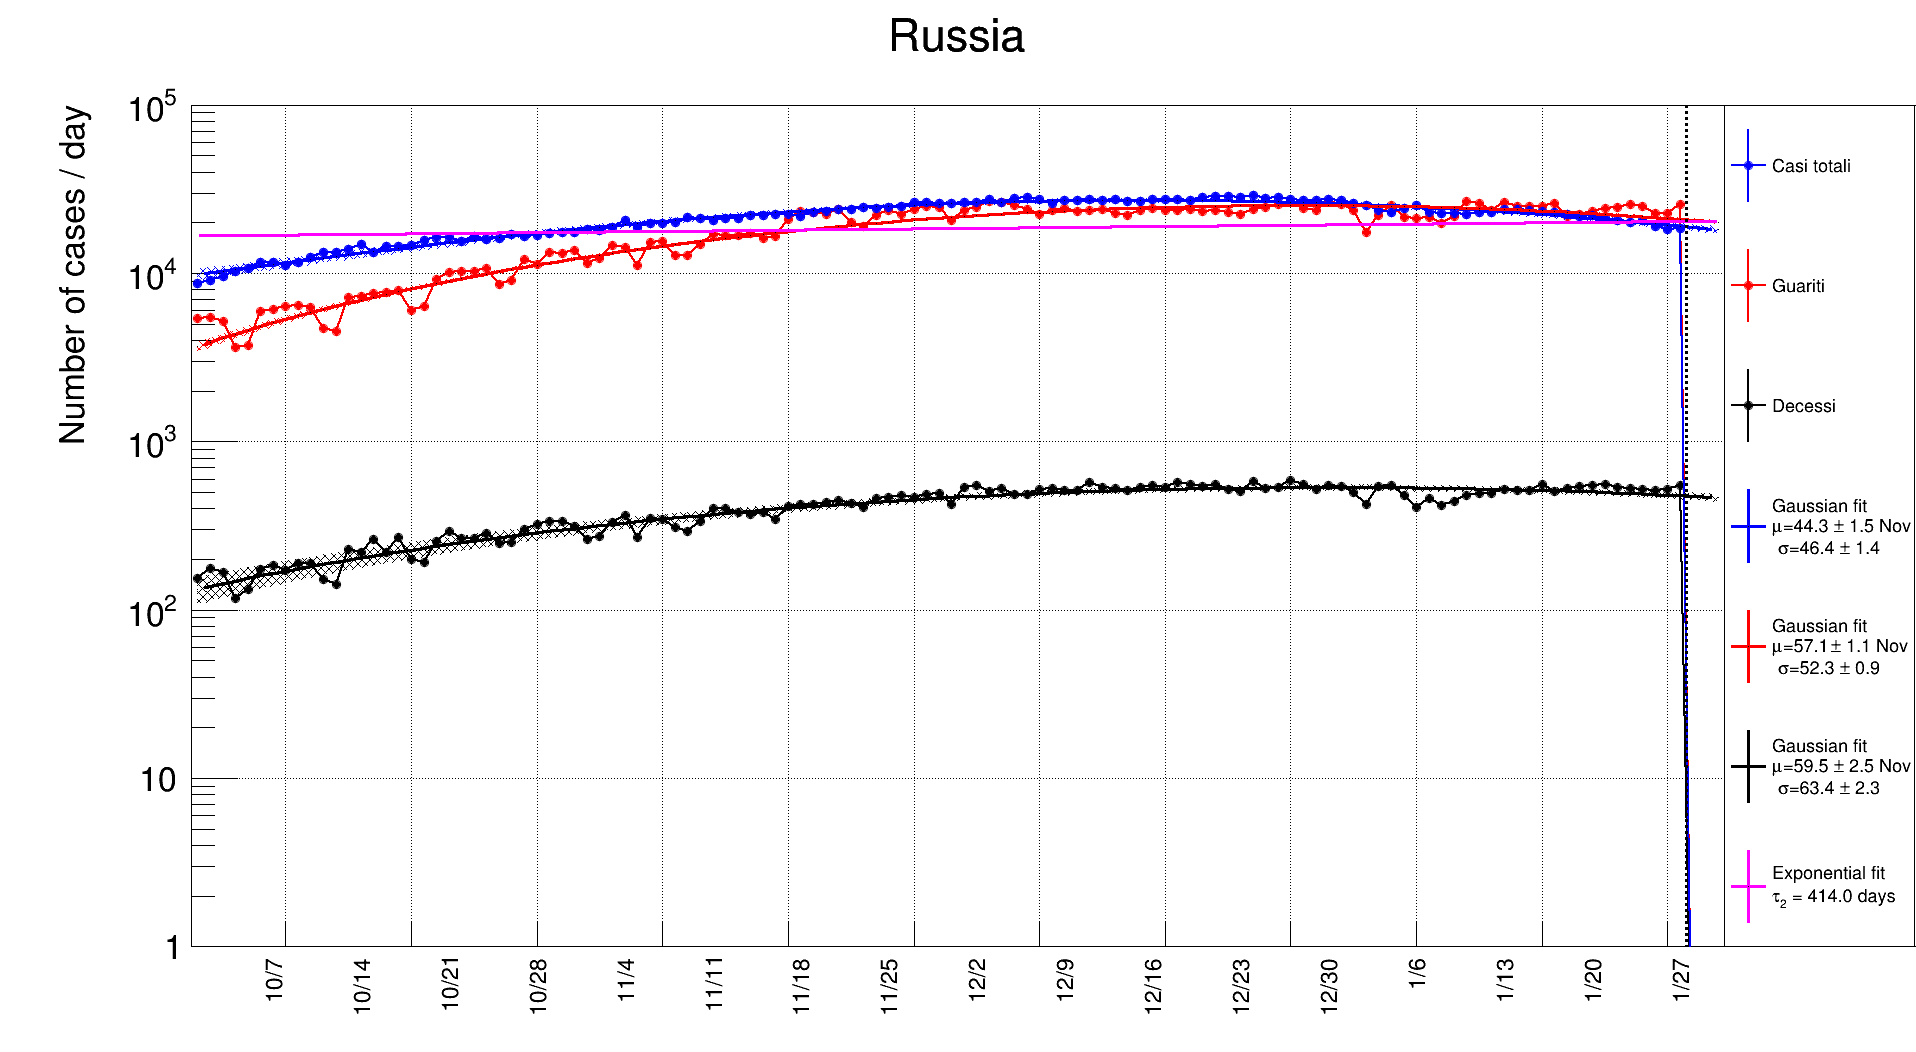 Russia
Number of cases / day
10^5
10^4
10^3
10^2
10
1
10/7
10/14
10/21
10/28
11/4
11/11
11/18
11/25
12/2
12/9
12/16
12/23
12/30
1/6
1/13
1/20
1/27
Casi totali
Guariti
Decessi
Gaussian fit
μ=44.3 ± 1.5 Nov
σ=46.4 ± 1.4
Gaussian fit
μ=57.1 ± 1.1 Nov
σ=52.3 ± 0.9
Gaussian fit
μ=59.5 ± 2.5 Nov
σ=63.4 ± 2.3
Exponential fit
τ₂ = 414.0 days